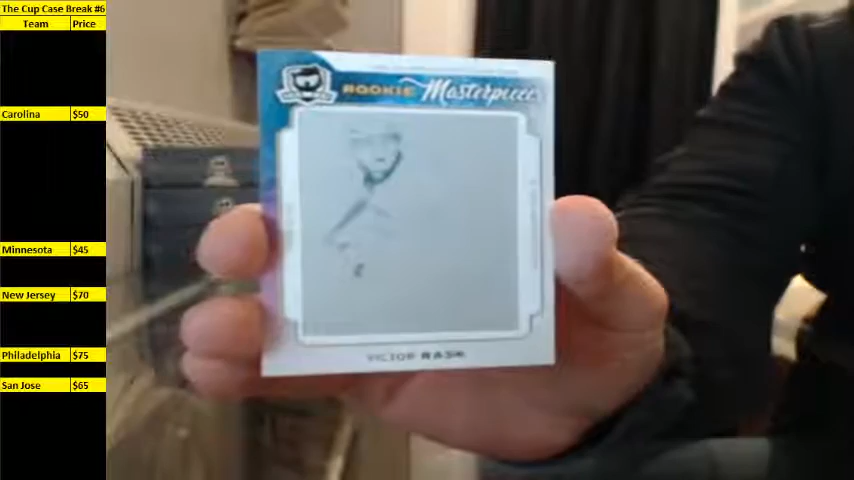 The Cup Case Break #6
Team Price
Carolina $50
Minnesota $45
New Jersey $70
Philadelphia $75
San Jose $65
ROOKIE Masterpieces
VICTOR RASK